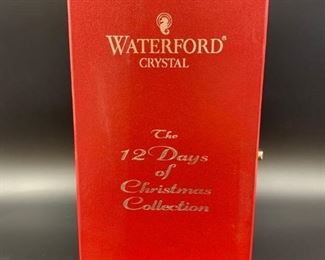 WATERFORD®
CRYSTAL
The
12 Days
of
Christmas
Collection